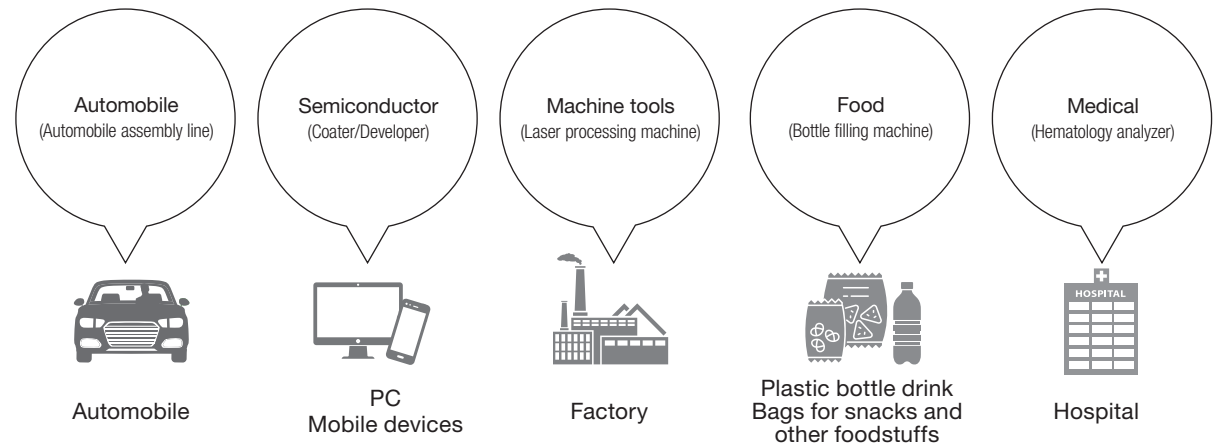 Automobile
(Automobile assembly line)
Semiconductor
(Coater/Developer)
Machine tools
(Laser processing machine)
Food
(Bottle filling machine)
Medical
(Hematology analyzer)
HOSPITAL
Automobile
PC
Mobile devices
Factory
Plastic bottle drink
Bags for snacks and
other foodstuffs
Hospital